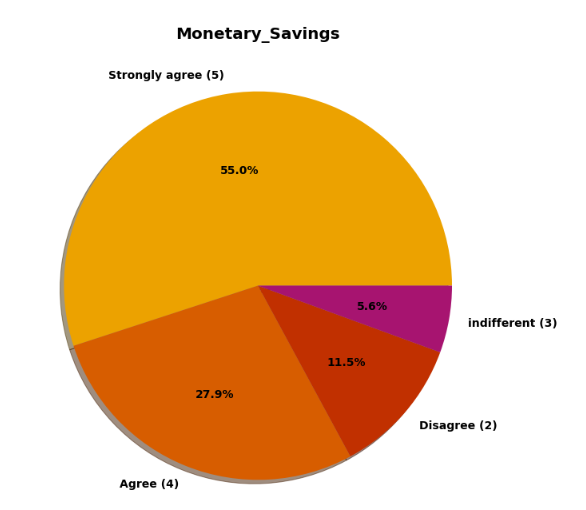 Monetary_Savings
Strongly agree (5)
55.0%
5.6%
indifferent (3)
11.5%
27.9%
Disagree (2)
Agree (4)